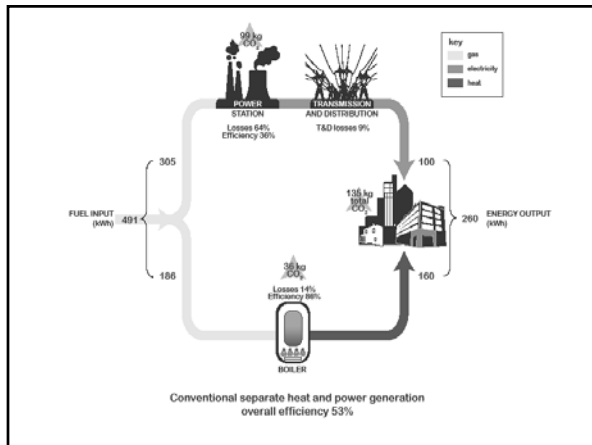 99 kg
CO2
key
gas
electricity
heat
POWER
STATION
Losses 64%
Efficiency 36%
TRANSMISSION
AND DISTRIBUTION
T&D losses 9%
305
100
135 kg
total
CO2
FUEL INPUT
(kWh)
491
260
ENERGY OUTPUT
(kWh)
186
160
36 kg
CO2
Losses 14%
Efficiency 86%
BOILER
Conventional separate heat and power generation
overall efficiency 53%